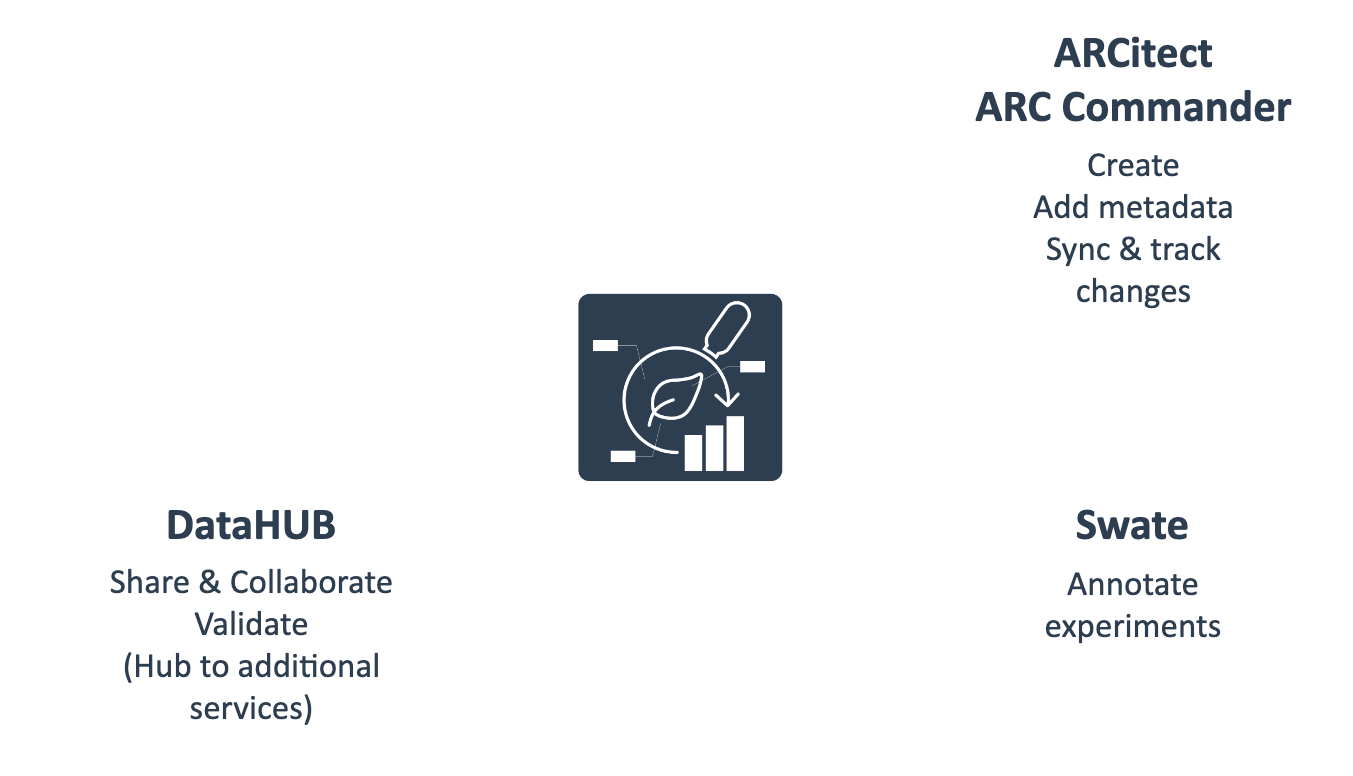 ARCitect
ARC Commander
Create
Add metadata
Sync & track
changes
DataHUB
Share & Collaborate
Validate
(Hub to additional
services)
Swate
Annotate
experiments